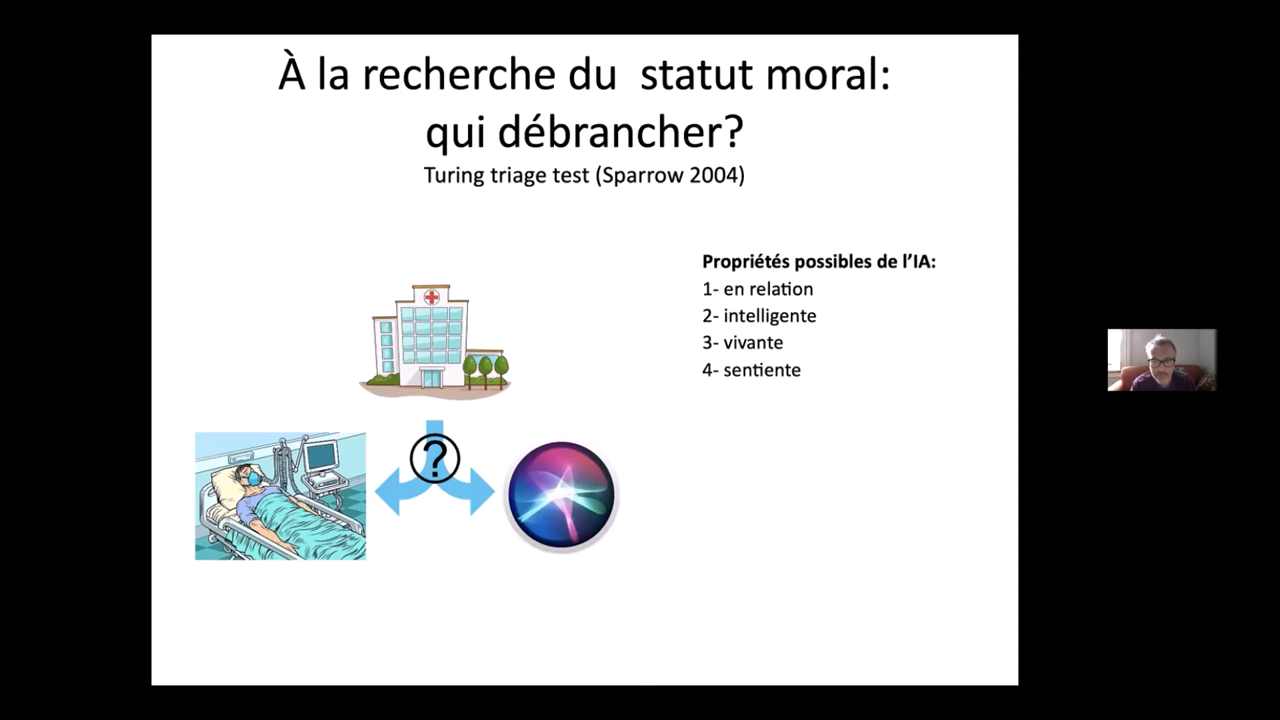 À la recherche du  statut moral:
qui débrancher?
Turing triage test (Sparrow 2004)
Propriétés possibles de l’IA:
1- en relation
2- intelligente
3- vivante
4- sentiente
?